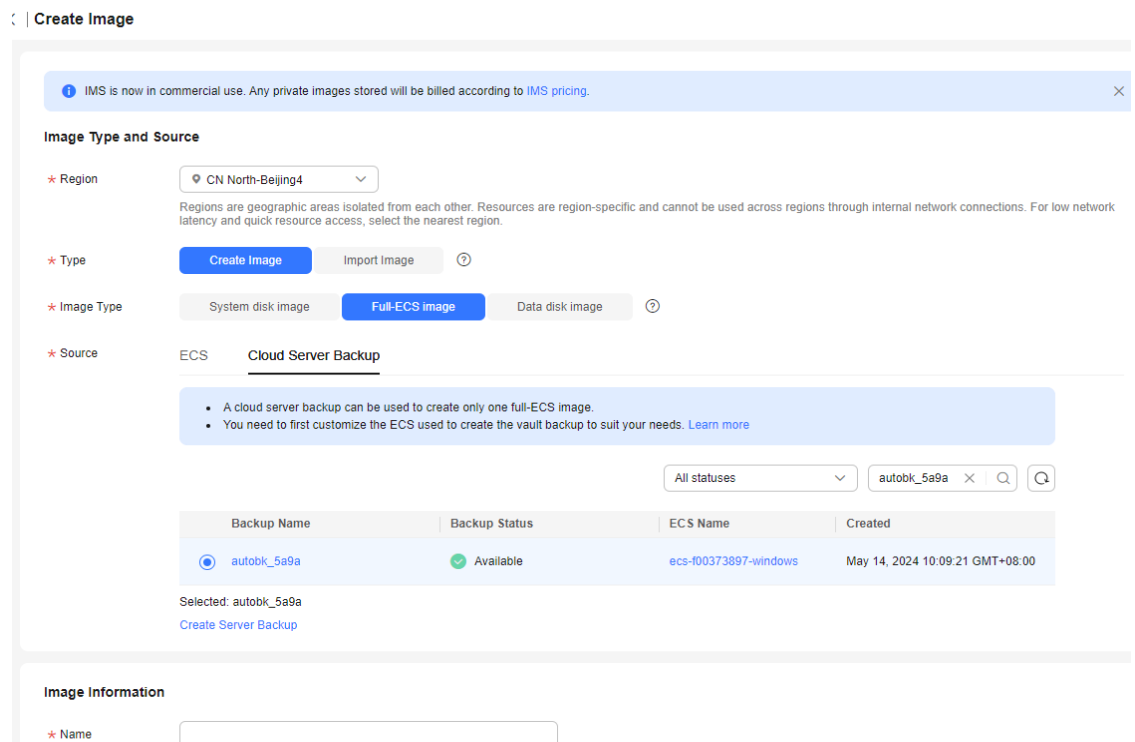 Create Image
IMS is now in commercial use. Any private images stored will be billed according to IMS pricing.
Image Type and Source
* Region
CN North-Beijing4
Regions are geographic areas isolated from each other. Resources are region-specific and cannot be used across regions through internal network connections. For low network
latency and quick resource access, select the nearest region.
* Type
Create Image
Import Image
* Image Type
System disk image
Full-ECS image
Data disk image
* Source
ECS
Cloud Server Backup
• A cloud server backup can be used to create only one full-ECS image.
• You need to first customize the ECS used to create the vault backup to suit your needs. Learn more
All statuses
autobk_5a9a
Backup Name
Backup Status
ECS Name
Created
autobk_5a9a
Available
ecs-f00373897-windows
May 14, 2024 10:09:21 GMT+08:00
Selected: autobk_5a9a
Create Server Backup
Image Information
* Name